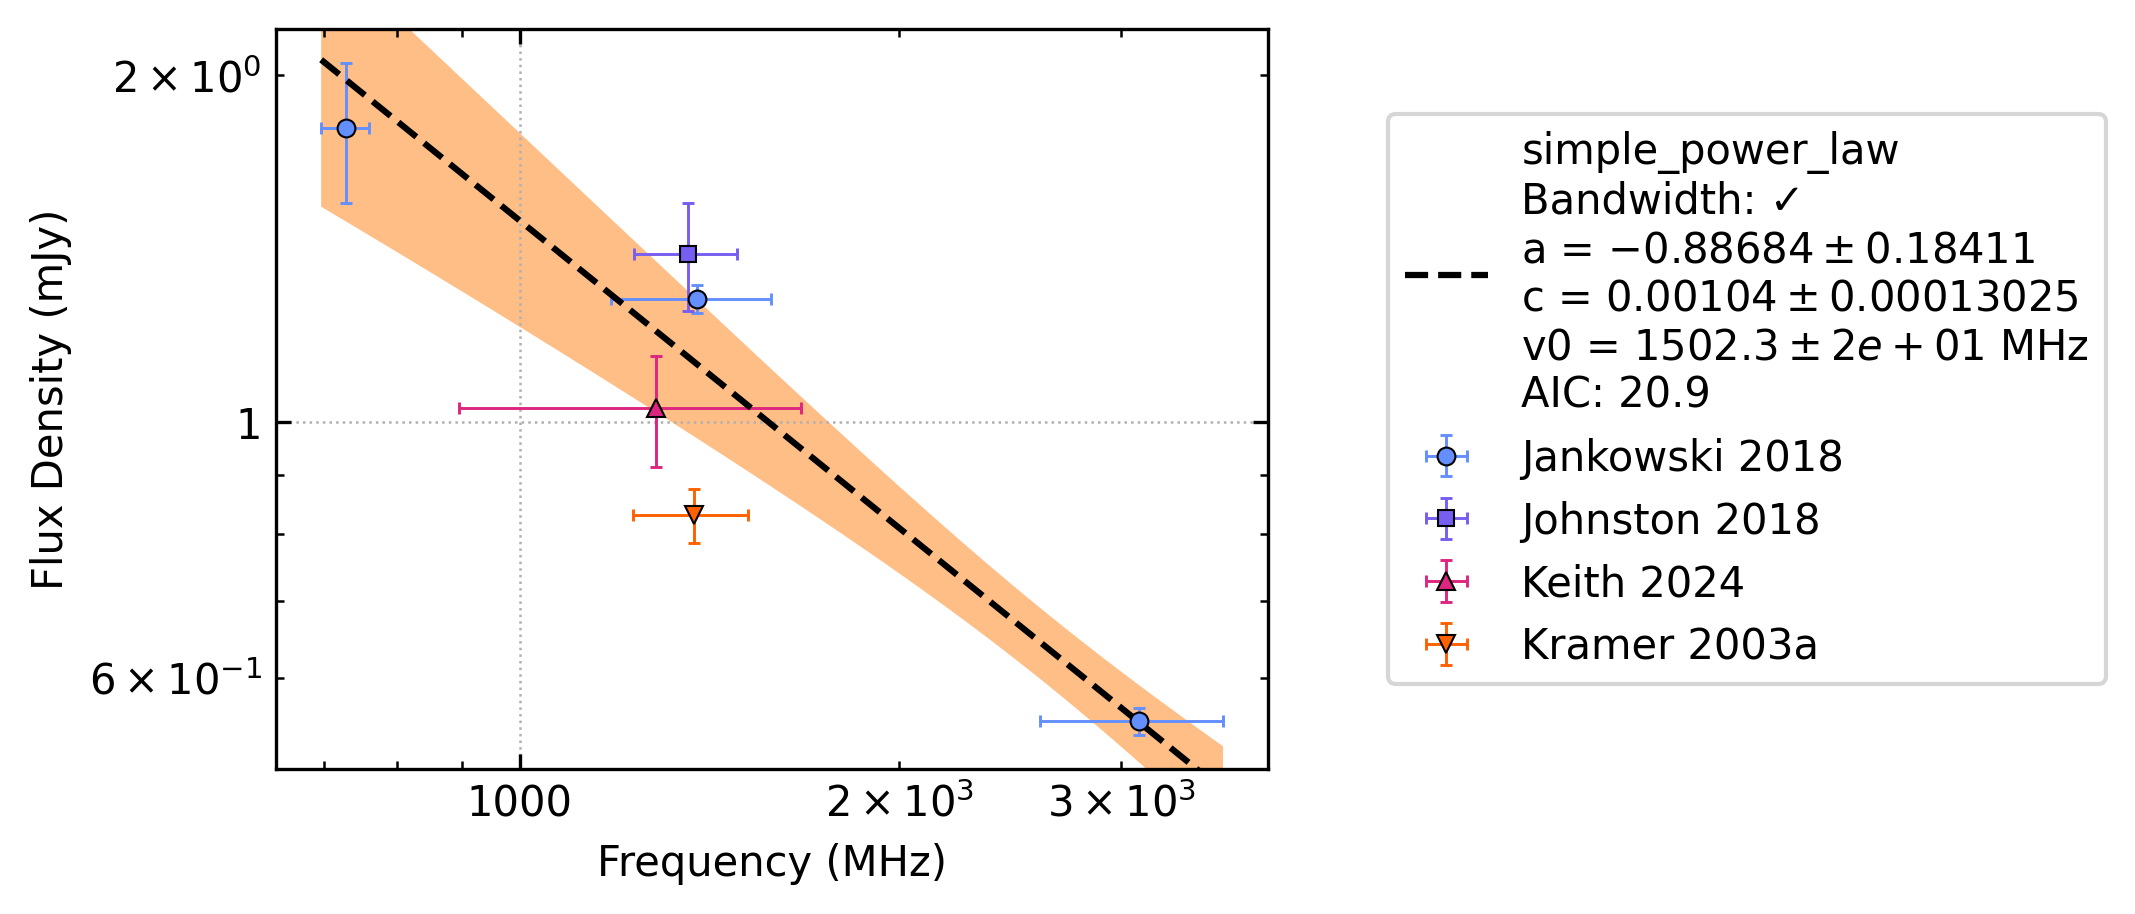 2 × 10⁰
1
6 × 10⁻¹
Flux Density (mJy)
1000
2 × 10³
3 × 10³
Frequency (MHz)
simple_power_law
Bandwidth: ✓
a = −0.88684 ± 0.18411
c = 0.00104 ± 0.00013025
v0 = 1502.3 ± 2e + 01 MHz
AIC: 20.9
Jankowski 2018
Johnston 2018
Keith 2024
Kramer 2003a